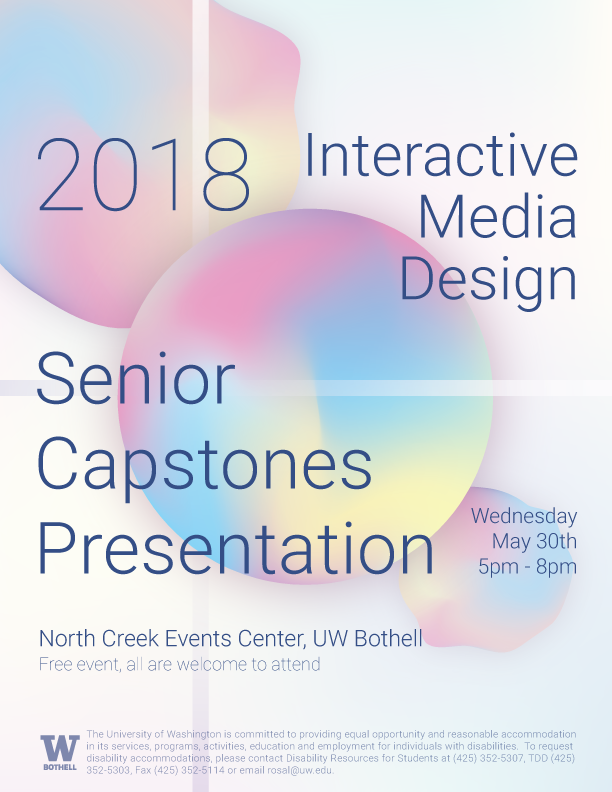 2018
Interactive
Media
Design
Senior
Capstones
Presentation
Wednesday
May 30th
5pm - 8pm
North Creek Events Center, UW Bothell
Free event, all are welcome to attend
W
BOTHELL
The University of Washington is committed to providing equal opportunity and reasonable accommodation
in its services, programs, activities, education and employment for individuals with disabilities. To request
disability accommodations, please contact Disability Resources for Students at (425) 352-5307, TDD (425)
352-5303, Fax (425) 352-5114 or email rosal@uw.edu.